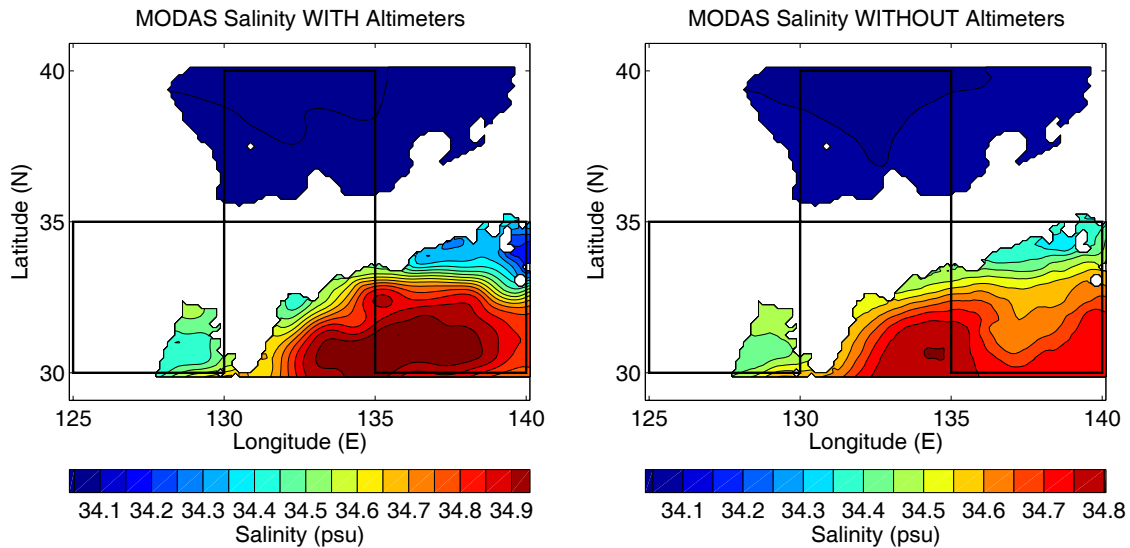 MODAS Salinity WITH Altimeters
40
35
30
Latitude (N)
125 130 135 140
Longitude (E)
34.1 34.2 34.3 34.4 34.5 34.6 34.7 34.8 34.9
Salinity (psu)
MODAS Salinity WITHOUT Altimeters
40
35
30
Latitude (N)
125 130 135 140
Longitude (E)
34.1 34.2 34.3 34.4 34.5 34.6 34.7 34.8
Salinity (psu)